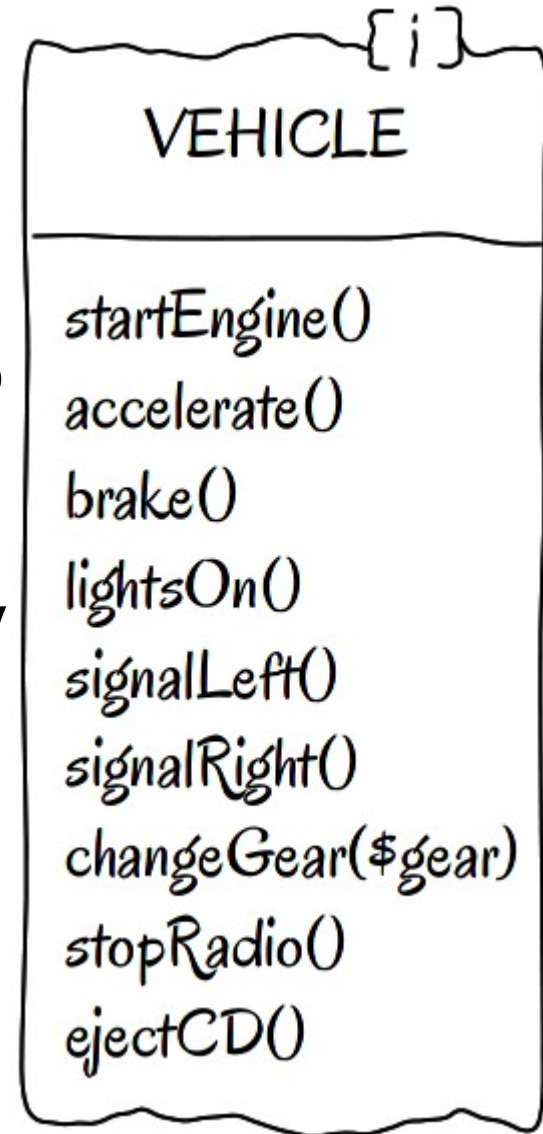 {i}
VEHICLE
startEngine()
accelerate()
brake()
lightsOn()
signalLeft()
signalRight()
changeGear($gear)
stopRadio()
ejectCD()